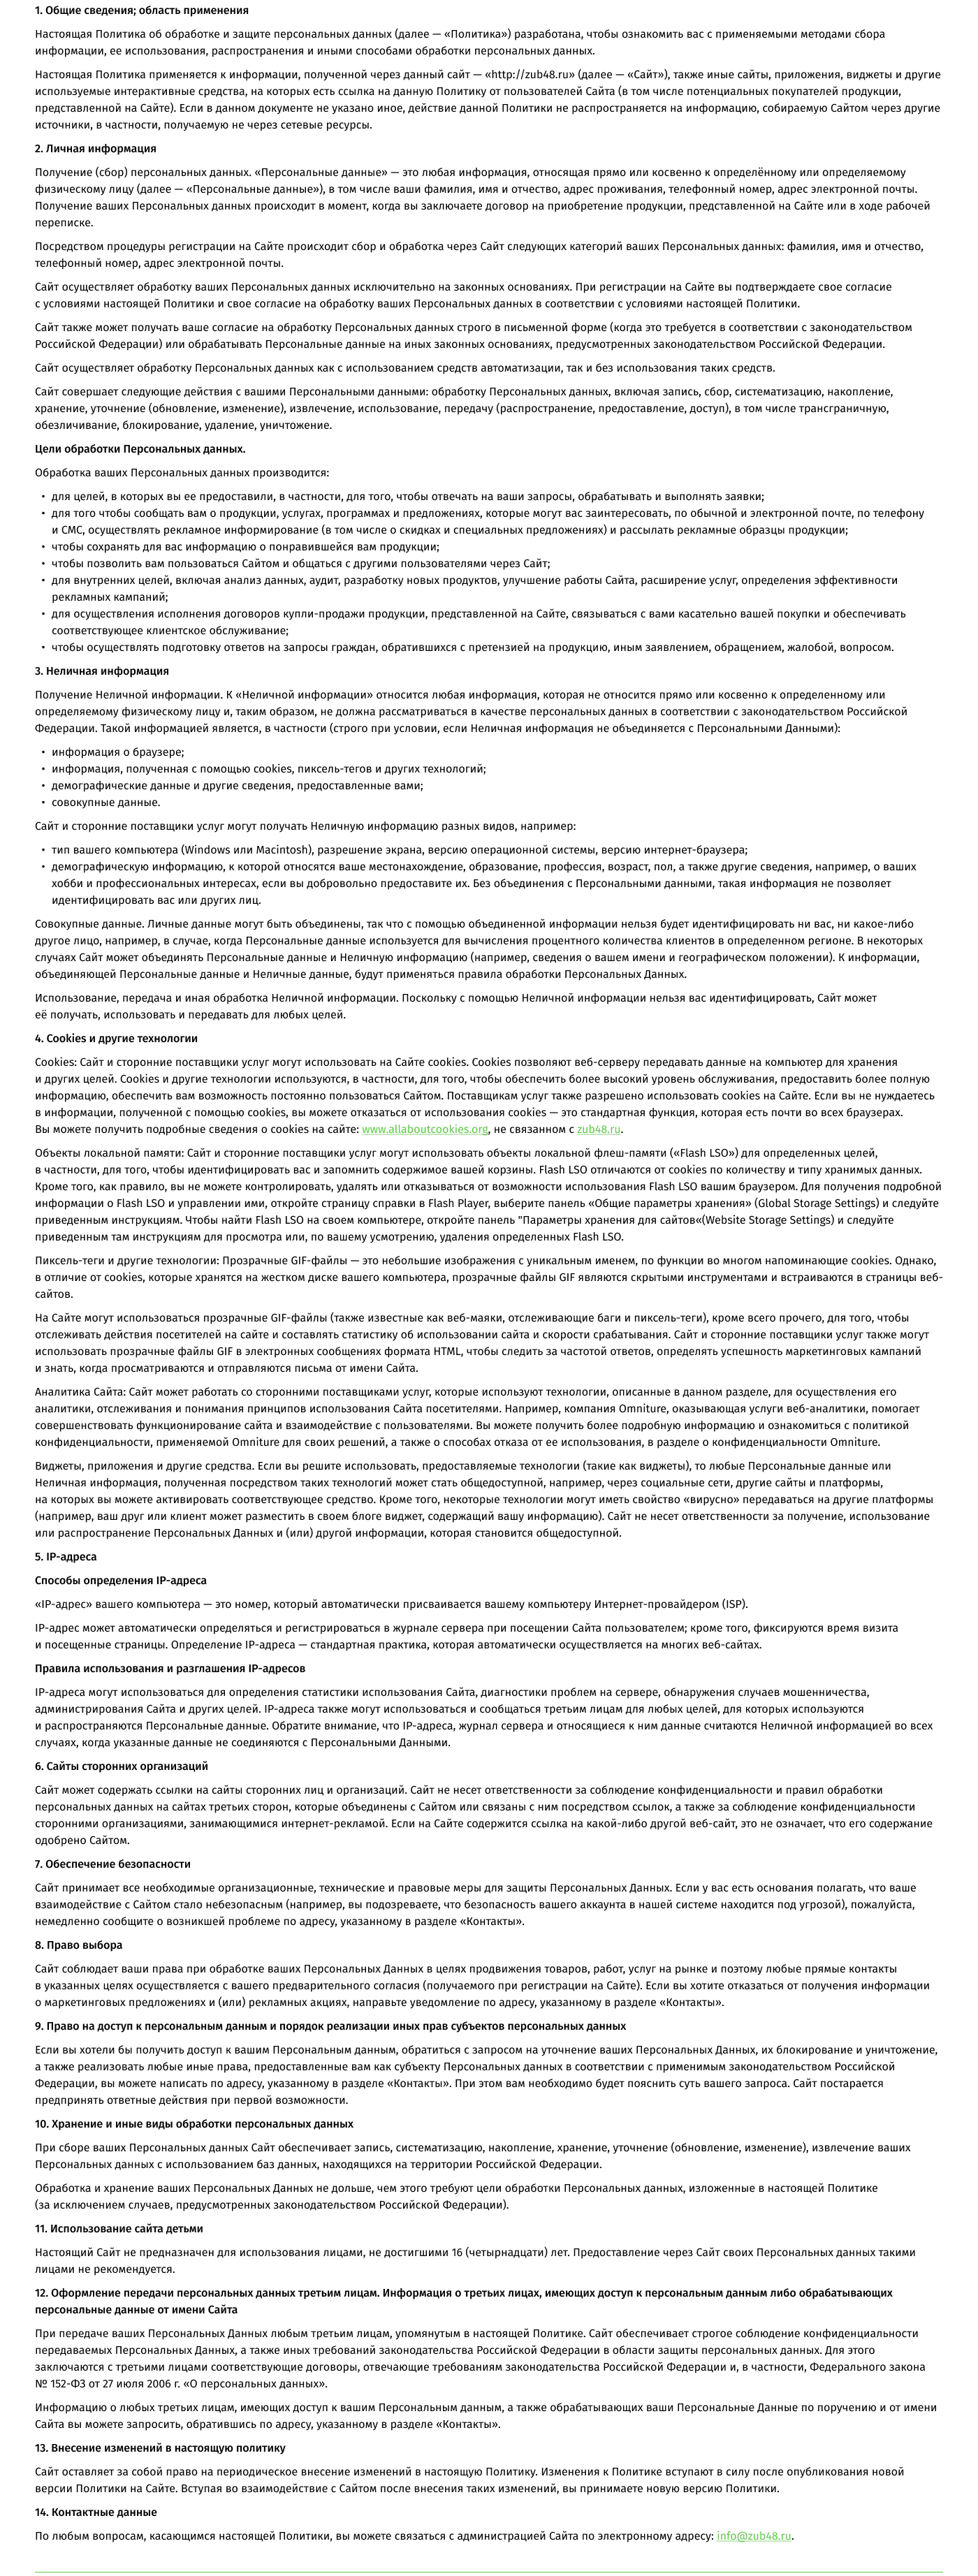 1. Общие сведения; область применения
Настоящая Политика об обработке и защите персональных данных (далее — «Политика») разработана, чтобы ознакомить вас с применяемыми методами сбора
информации, ее использования, распространения и иными способами обработки персональных данных.
Настоящая Политика применяется к информации, полученной через данный сайт — «http://zub48.ru» (далее — «Сайт»), также иные сайты, приложения, виджеты и другие
используемые интерактивные средства, на которых есть ссылка на данную Политику от пользователей Сайта (в том числе потенциальных покупателей продукции,
представленной на Сайте). Если в данном документе не указано иное, действие данной Политики не распространяется на информацию, собираемую Сайтом через другие
источники, в частности, получаемую не через сетевые ресурсы.
2. Личная информация
Получение (сбор) персональных данных. «Персональные данные» — это любая информация, относящая прямо или косвенно к определённому или определяемому
физическому лицу (далее — «Персональные данные»), в том числе ваши фамилия, имя и отчество, адрес проживания, телефонный номер, адрес электронной почты.
Получение ваших Персональных данных происходит в момент, когда вы заключаете договор на приобретение продукции, представленной на Сайте или в ходе рабочей
переписке.
Посредством процедуры регистрации на Сайте происходит сбор и обработка через Сайт следующих категорий ваших Персональных данных: фамилия, имя и отчество,
телефонный номер, адрес электронной почты.
Сайт осуществляет обработку ваших Персональных данных исключительно на законных основаниях. При регистрации на Сайте вы подтверждаете свое согласие
с условиями настоящей Политики и свое согласие на обработку ваших Персональных данных в соответствии с условиями настоящей Политики.
Сайт также может получать ваше согласие на обработку Персональных данных строго в письменной форме (когда это требуется в соответствии с законодательством
Российской Федерации) или обрабатывать Персональные данные на иных законных основаниях, предусмотренных законодательством Российской Федерации.
Сайт осуществляет обработку Персональных данных как с использованием средств автоматизации, так и без использования таких средств.
Сайт совершает следующие действия с вашими Персональными данными: обработку Персональных данных, включая запись, сбор, систематизацию, накопление,
хранение, уточнение (обновление, изменение), извлечение, использование, передачу (распространение, предоставление, доступ), в том числе трансграничную,
обезличивание, блокирование, удаление, уничтожение.
Цели обработки Персональных данных.
Обработка ваших Персональных данных производится:
• для целей, в которых вы ее предоставили, в частности, для того, чтобы отвечать на ваши запросы, обрабатывать и выполнять заявки;
• для того чтобы сообщать вам о продукции, услугах, программах и предложениях, которые могут вас заинтересовать, по обычной и электронной почте, по телефону
и СМС, осуществлять рекламное информирование (в том числе о скидках и специальных предложениях) и рассылать рекламные образцы продукции;
• чтобы сохранять для вас информацию о понравившейся вам продукции;
• чтобы позволить вам пользоваться Сайтом и общаться с другими пользователями через Сайт;
• для внутренних целей, включая анализ данных, аудит, разработку новых продуктов, улучшение работы Сайта, расширение услуг, определения эффективности
рекламных кампаний;
• для осуществления исполнения договоров купли-продажи продукции, представленной на Сайте, связываться с вами касательно вашей покупки и обеспечивать
соответствующее клиентское обслуживание;
• чтобы осуществлять подготовку ответов на запросы граждан, обратившихся с претензией на продукцию, иным заявлением, обращением, жалобой, вопросом.
3. Неличная информация
Получение Неличной информации. К «Неличной информации» относится любая информация, которая не относится прямо или косвенно к определенному или
определяемому физическому лицу и, таким образом, не должна рассматриваться в качестве персональных данных в соответствии с законодательством Российской
Федерации. Такой информацией является, в частности (строго при условии, если Неличная информация не объединяется с Персональными Данными):
• информация о браузере;
• информация, полученная с помощью cookies, пиксель-тегов и других технологий;
• демографические данные и другие сведения, предоставленные вами;
• совокупные данные.
Сайт и сторонние поставщики услуг могут получать Неличную информацию разных видов, например:
• тип вашего компьютера (Windows или Macintosh), разрешение экрана, версию операционной системы, версию интернет-браузера;
• демографическую информацию, к которой относятся ваше местонахождение, образование, профессия, возраст, пол, а также другие сведения, например, о ваших
хобби и профессиональных интересах, если вы добровольно предоставите их. Без объединения с Персональными данными, такая информация не позволяет
идентифицировать вас или других лиц.
Совокупные данные. Личные данные могут быть объединены, так что с помощью объединенной информации нельзя будет идентифицировать ни вас, ни какое-либо
другое лицо, например, в случае, когда Персональные данные используется для вычисления процентного количества клиентов в определенном регионе. В некоторых
случаях Сайт может объединять Персональные данные и Неличную информацию (например, сведения о вашем имени и географическом положении). К информации,
объединяющей Персональные данные и Неличные данные, будут применяться правила обработки Персональных Данных.
Использование, передача и иная обработка Неличной информации. Поскольку с помощью Неличной информации нельзя вас идентифицировать, Сайт может
её получать, использовать и передавать для любых целей.
4. Cookies и другие технологии
Cookies: Сайт и сторонние поставщики услуг могут использовать на Сайте cookies. Cookies позволяют веб-серверу передавать данные на компьютер для хранения
и других целей. Cookies и другие технологии используются, в частности, для того, чтобы обеспечить более высокий уровень обслуживания, предоставить более полную
информацию, обеспечить вам возможность постоянно пользоваться Сайтом. Поставщикам услуг также разрешено использовать cookies на Сайте. Если вы не нуждаетесь
в информации, полученной с помощью cookies, вы можете отказаться от использования cookies — это стандартная функция, которая есть почти во всех браузерах.
Вы можете получить подробные сведения о cookies на сайте: www.allaboutcookies.org, не связанном с zub48.ru.
Объекты локальной памяти: Сайт и сторонние поставщики услуг могут использовать объекты локальной флеш-памяти («Flash LSO») для определенных целей,
в частности, для того, чтобы идентифицировать вас и запомнить содержимое вашей корзины. Flash LSO отличаются от cookies по количеству и типу хранимых данных.
Кроме того, как правило, вы не можете контролировать, удалять или отказываться от возможности использования Flash LSO вашим браузером. Для получения подробной
информации о Flash LSO и управлении ими, откройте страницу справки в Flash Player, выберите панель «Общие параметры хранения» (Global Storage Settings) и следуйте
приведенным инструкциям. Чтобы найти Flash LSO на своем компьютере, откройте панель "Параметры хранения для сайтов«(Website Storage Settings) и следуйте
приведенным там инструкциям для просмотра или, по вашему усмотрению, удаления определенных Flash LSO.
Пиксель-теги и другие технологии: Прозрачные GIF-файлы — это небольшие изображения с уникальным именем, по функции во многом напоминающие cookies. Однако,
в отличие от cookies, которые хранятся на жестком диске вашего компьютера, прозрачные файлы GIF являются скрытыми инструментами и встраиваются в страницы веб-
сайтов.
На Сайте могут использоваться прозрачные GIF-файлы (также известные как веб-маяки, отслеживающие баги и пиксель-теги), кроме всего прочего, для того, чтобы
отслеживать действия посетителей на сайте и составлять статистику об использовании сайта и скорости срабатывания. Сайт и сторонние поставщики услуг также могут
использовать прозрачные файлы GIF в электронных сообщениях формата HTML, чтобы следить за частотой ответов, определять успешность маркетинговых кампаний
и знать, когда просматриваются и отправляются письма от имени Сайта.
Аналитика Сайта: Сайт может работать со сторонними поставщиками услуг, которые используют технологии, описанные в данном разделе, для осуществления его
аналитики, отслеживания и понимания принципов использования Сайта посетителями. Например, компания Omniture, оказывающая услуги веб-аналитики, помогает
совершенствовать функционирование сайта и взаимодействие с пользователями. Вы можете получить более подробную информацию и ознакомиться с политикой
конфиденциальности, применяемой Omniture для своих решений, а также о способах отказа от ее использования, в разделе о конфиденциальности Omniture.
Виджеты, приложения и другие средства. Если вы решите использовать, предоставляемые технологии (такие как виджеты), то любые Персональные данные или
Неличная информация, полученная посредством таких технологий может стать общедоступной, например, через социальные сети, другие сайты и платформы,
на которых вы можете активировать соответствующее средство. Кроме того, некоторые технологии могут иметь свойство «вирусно» передаваться на другие платформы
(например, ваш друг или клиент может разместить в своем блоге виджет, содержащий вашу информацию). Сайт не несет ответственности за получение, использование
или распространение Персональных Данных и (или) другой информации, которая становится общедоступной.
5. IP-адреса
Способы определения IP-адреса
«IP-адрес» вашего компьютера — это номер, который автоматически присваивается вашему компьютеру Интернет-провайдером (ISP).
IP-адрес может автоматически определяться и регистрироваться в журнале сервера при посещении Сайта пользователем; кроме того, фиксируются время визита
и посещенные страницы. Определение IP-адреса — стандартная практика, которая автоматически осуществляется на многих веб-сайтах.
Правила использования и разглашения IP-адресов
IP-адреса могут использоваться для определения статистики использования Сайта, диагностики проблем на сервере, обнаружения случаев мошенничества,
администрирования Сайта и других целей. IP-адреса также могут использоваться и сообщаться третьим лицам для любых целей, для которых используются
и распространяются Персональные данные. Обратите внимание, что IP-адреса, журнал сервера и относящиеся к ним данные считаются Неличной информацией во всех
случаях, когда указанные данные не соединяются с Персональными Данными.
6. Сайты сторонних организаций
Сайт может содержать ссылки на сайты сторонних лиц и организаций. Сайт не несет ответственности за соблюдение конфиденциальности и правил обработки
персональных данных на сайтах третьих сторон, которые объединены с Сайтом или связаны с ним посредством ссылок, а также за соблюдение конфиденциальности
сторонними организациями, занимающимися интернет-рекламой. Если на Сайте содержится ссылка на какой-либо другой веб-сайт, это не означает, что его содержание
одобрено Сайтом.
7. Обеспечение безопасности
Сайт принимает все необходимые организационные, технические и правовые меры для защиты Персональных Данных. Если у вас есть основания полагать, что ваше
взаимодействие с Сайтом стало небезопасным (например, вы подозреваете, что безопасность вашего аккаунта в нашей системе находится под угрозой), пожалуйста,
немедленно сообщите о возникшей проблеме по адресу, указанному в разделе «Контакты».
8. Право выбора
Сайт соблюдает ваши права при обработке ваших Персональных Данных в целях продвижения товаров, работ, услуг на рынке и поэтому любые прямые контакты
в указанных целях осуществляется с вашего предварительного согласия (получаемого при регистрации на Сайте). Если вы хотите отказаться от получения информации
о маркетинговых предложениях и (или) рекламных акциях, направьте уведомление по адресу, указанному в разделе «Контакты».
9. Право на доступ к персональным данным и порядок реализации иных прав субъектов персональных данных
Если вы хотели бы получить доступ к вашим Персональным данным, обратиться с запросом на уточнение ваших Персональных Данных, их блокирование и уничтожение,
а также реализовать любые иные права, предоставленные вам как субъекту Персональных данных в соответствии с применимым законодательством Российской
Федерации, вы можете написать по адресу, указанному в разделе «Контакты». При этом вам необходимо будет пояснить суть вашего запроса. Сайт постарается
предпринять ответные действия при первой возможности.
10. Хранение и иные виды обработки персональных данных
При сборе ваших Персональных данных Сайт обеспечивает запись, систематизацию, накопление, хранение, уточнение (обновление, изменение), извлечение ваших
Персональных данных с использованием баз данных, находящихся на территории Российской Федерации.
Обработка и хранение ваших Персональных Данных не дольше, чем этого требуют цели обработки Персональных данных, изложенные в настоящей Политике
(за исключением случаев, предусмотренных законодательством Российской Федерации).
11. Использование сайта детьми
Настоящий Сайт не предназначен для использования лицами, не достигшими 16 (четырнадцати) лет. Предоставление через Сайт своих Персональных данных такими
лицами не рекомендуется.
12. Оформление передачи персональных данных третьим лицам. Информация о третьих лицах, имеющих доступ к персональным данным либо обрабатывающих
персональные данные от имени Сайта
При передаче ваших Персональных Данных любым третьим лицам, упомянутым в настоящей Политике. Сайт обеспечивает строгое соблюдение конфиденциальности
передаваемых Персональных Данных, а также иных требований законодательства Российской Федерации в области защиты персональных данных. Для этого
заключаются с третьими лицами соответствующие договоры, отвечающие требованиям законодательства Российской Федерации и, в частности, Федерального закона
№ 152-ФЗ от 27 июля 2006 г. «О персональных данных».
Информацию о любых третьих лицах, имеющих доступ к вашим Персональным данным, а также обрабатывающих ваши Персональные Данные по поручению и от имени
Сайта вы можете запросить, обратившись по адресу, указанному в разделе «Контакты».
13. Внесение изменений в настоящую политику
Сайт оставляет за собой право на периодическое внесение изменений в настоящую Политику. Изменения к Политике вступают в силу после опубликования новой
версии Политики на Сайте. Вступая во взаимодействие с Сайтом после внесения таких изменений, вы принимаете новую версию Политики.
14. Контактные данные
По любым вопросам, касающимся настоящей Политики, вы можете связаться с администрацией Сайта по электронному адресу: info@zub48.ru.